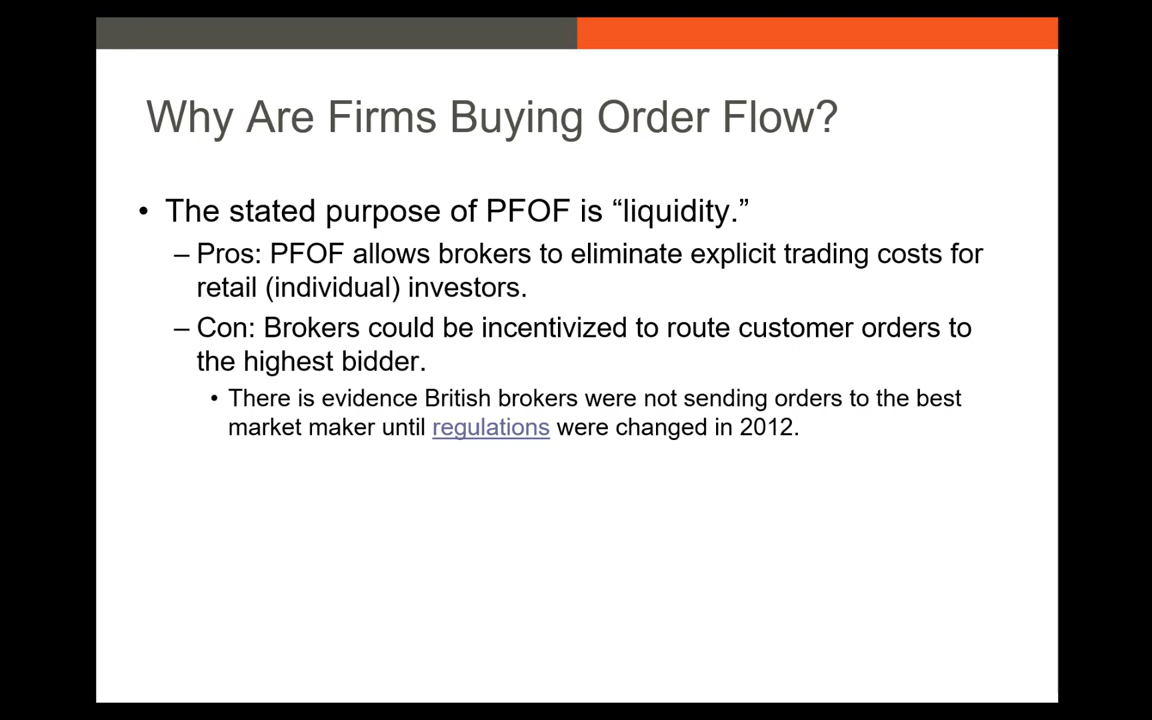 Why Are Firms Buying Order Flow?
• The stated purpose of PFOF is “liquidity.”
– Pros: PFOF allows brokers to eliminate explicit trading costs for
retail (individual) investors.
– Con: Brokers could be incentivized to route customer orders to
the highest bidder.
• There is evidence British brokers were not sending orders to the best
market maker until regulations were changed in 2012.